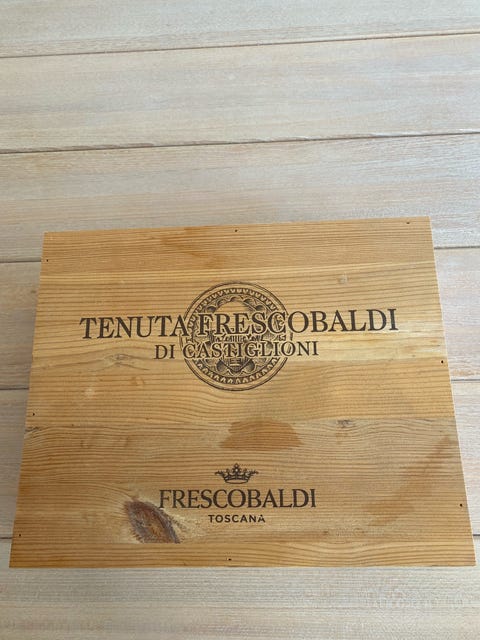 TENUTA FRESCOBALDI
DI CASTIGLIONI
FRESCOBALDI
TOSCANA